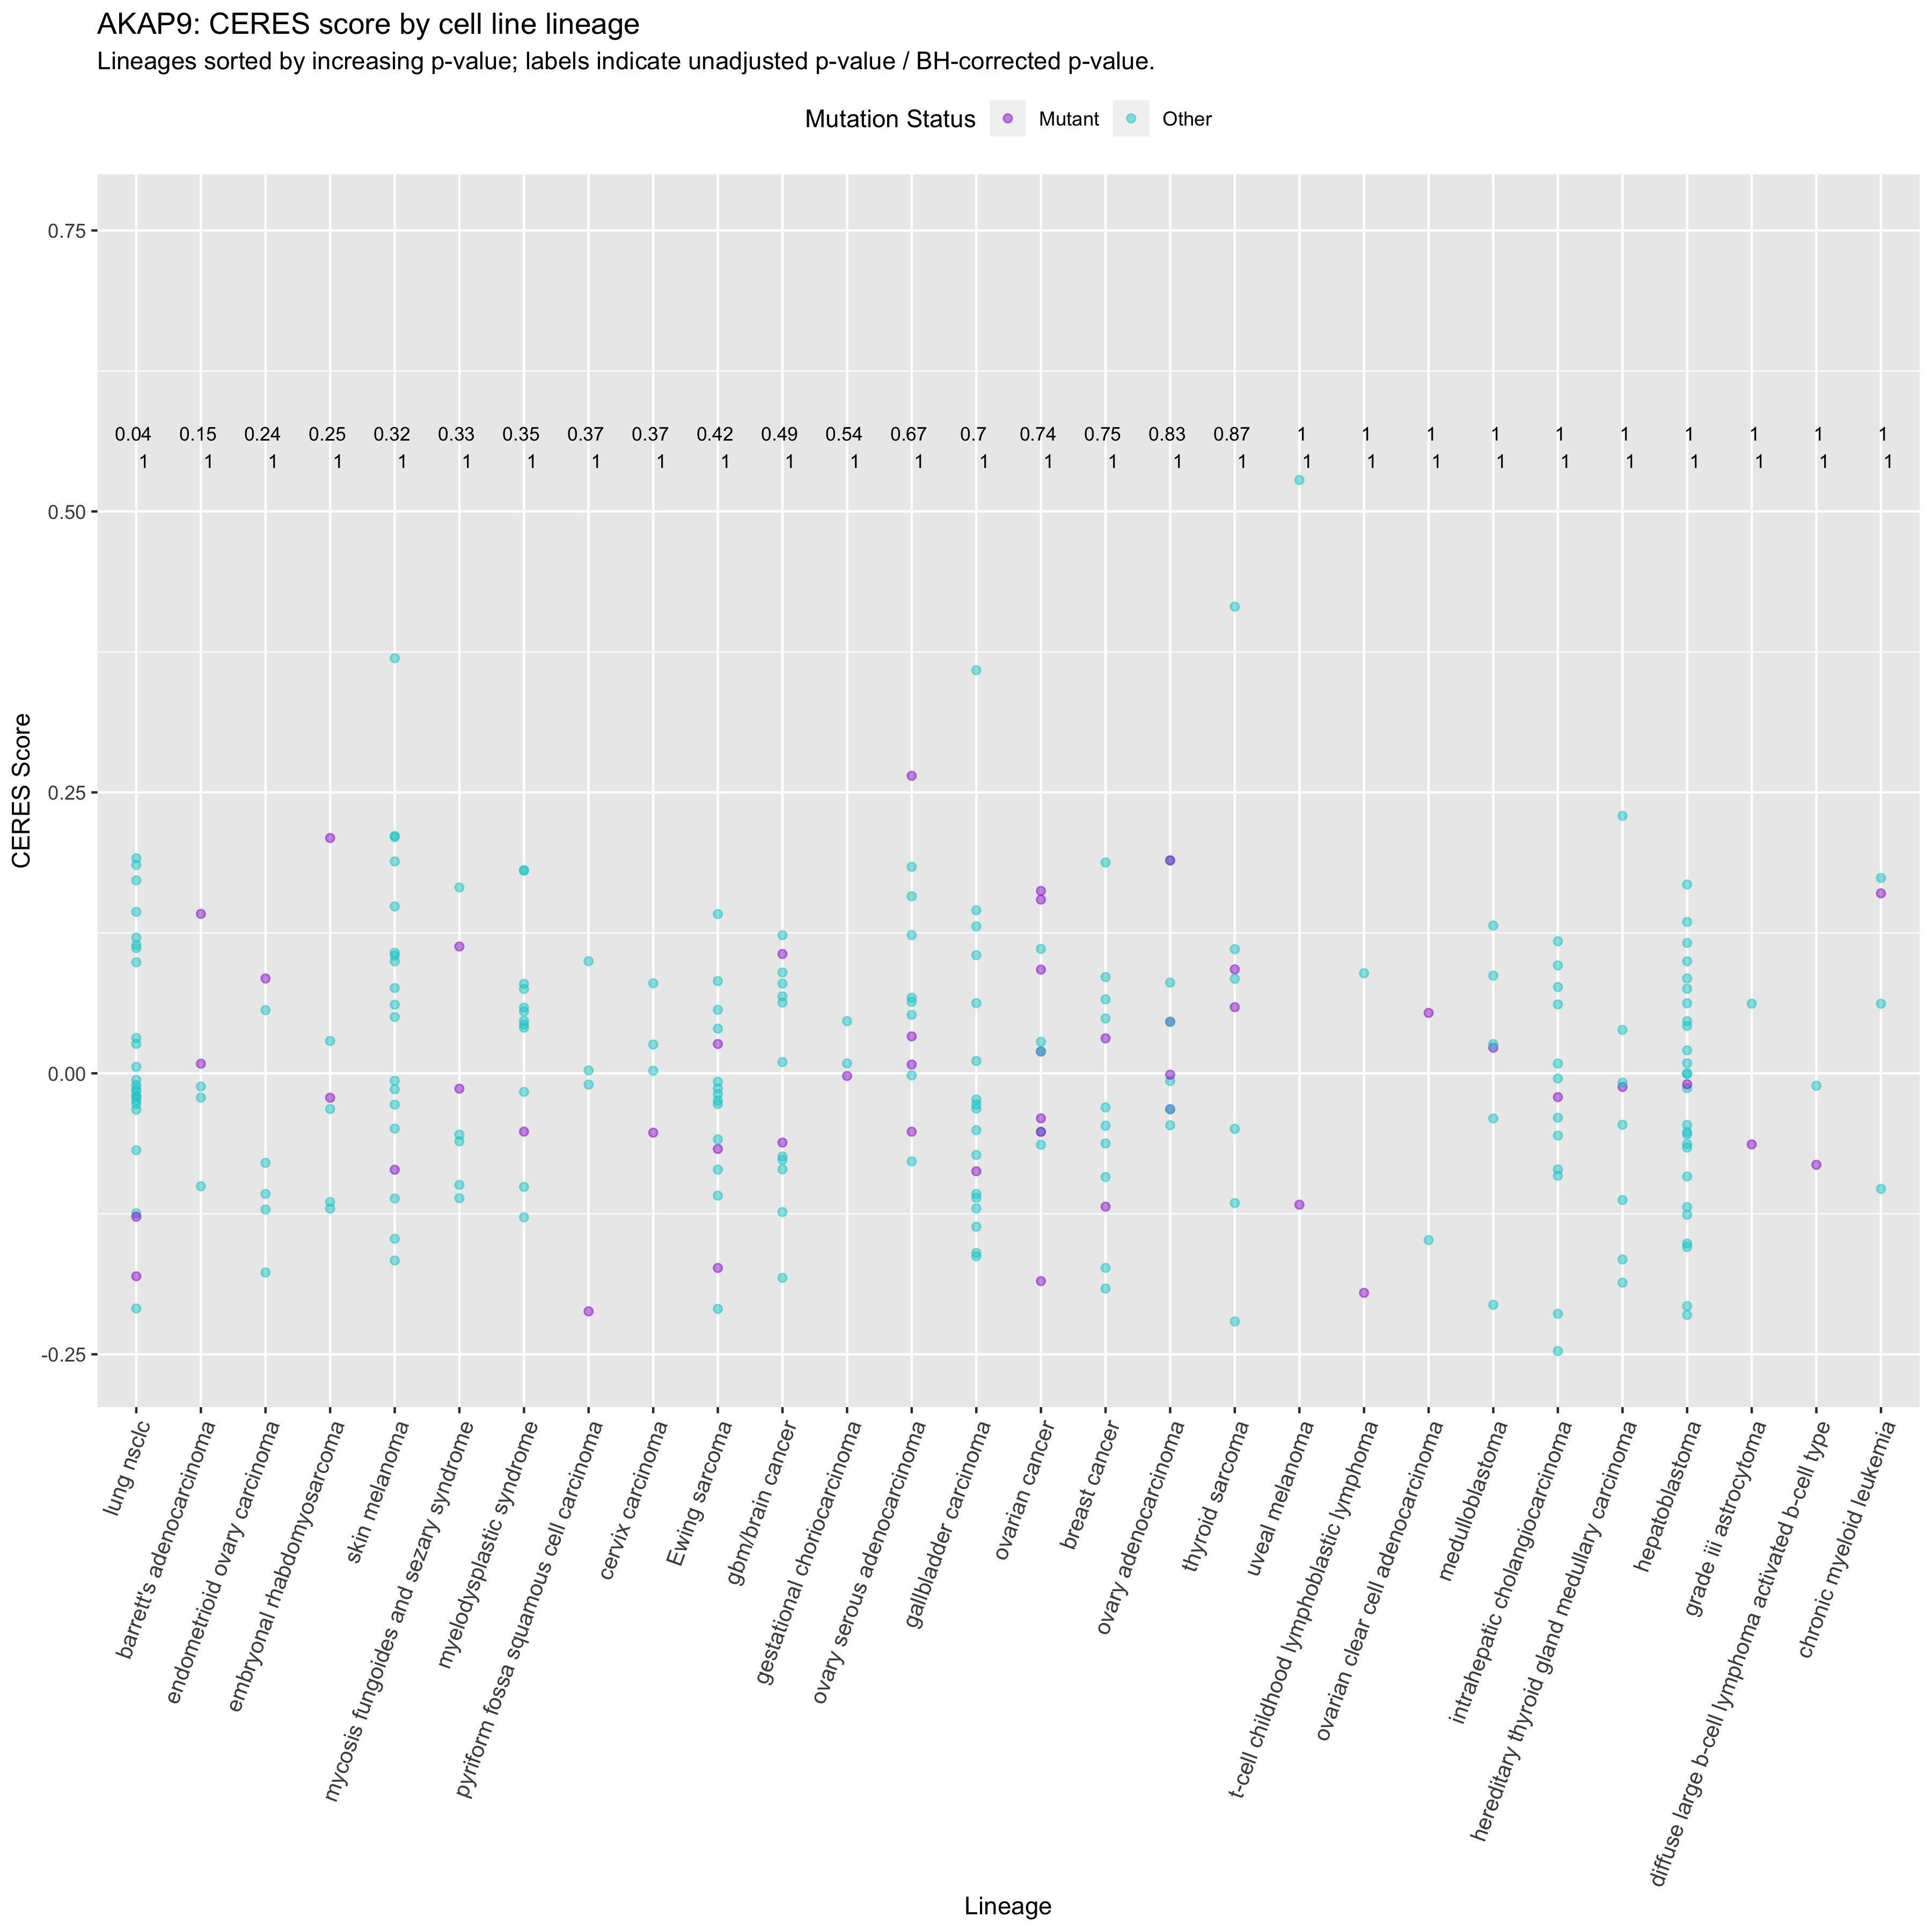 AKAP9: CERES score by cell line lineage
Lineages sorted by increasing p-value; labels indicate unadjusted p-value / BH-corrected p-value.
Mutation Status Mutant Other
0.75
0.04 0.15 0.24 0.25 0.32 0.33 0.35 0.37 0.37 0.42 0.49 0.54 0.67 0.7 0.74 0.75 0.83 0.87 1 1 1 1 1 1 1 1 1 1
1 1 1 1 1 1 1 1 1 1 1 1 1 1 1 1 1 1 1 1 1 1 1 1 1 1 1 1
0.50
0.25
0.00
-0.25
CERES Score
lung nsclc
barrett's adenocarcinoma
endometrioid ovary carcinoma
embryonal rhabdomyosarcoma
skin melanoma
mycosis fungoides and sezary syndrome
myelodysplastic syndrome
pyriform fossa squamous cell carcinoma
cervix carcinoma
Ewing sarcoma
gbm/brain cancer
gestational choriocarcinoma
ovary serous adenocarcinoma
gallbladder carcinoma
ovarian cancer
breast cancer
ovary adenocarcinoma
thyroid sarcoma
uveal melanoma
t-cell childhood lymphoblastic lymphoma
ovarian clear cell adenocarcinoma
medulloblastoma
intrahepatic cholangiocarcinoma
hereditary thyroid gland medullary carcinoma
hepatoblastoma
grade iii astrocytoma
diffuse large b-cell lymphoma activated b-cell type
chronic myeloid leukemia
Lineage